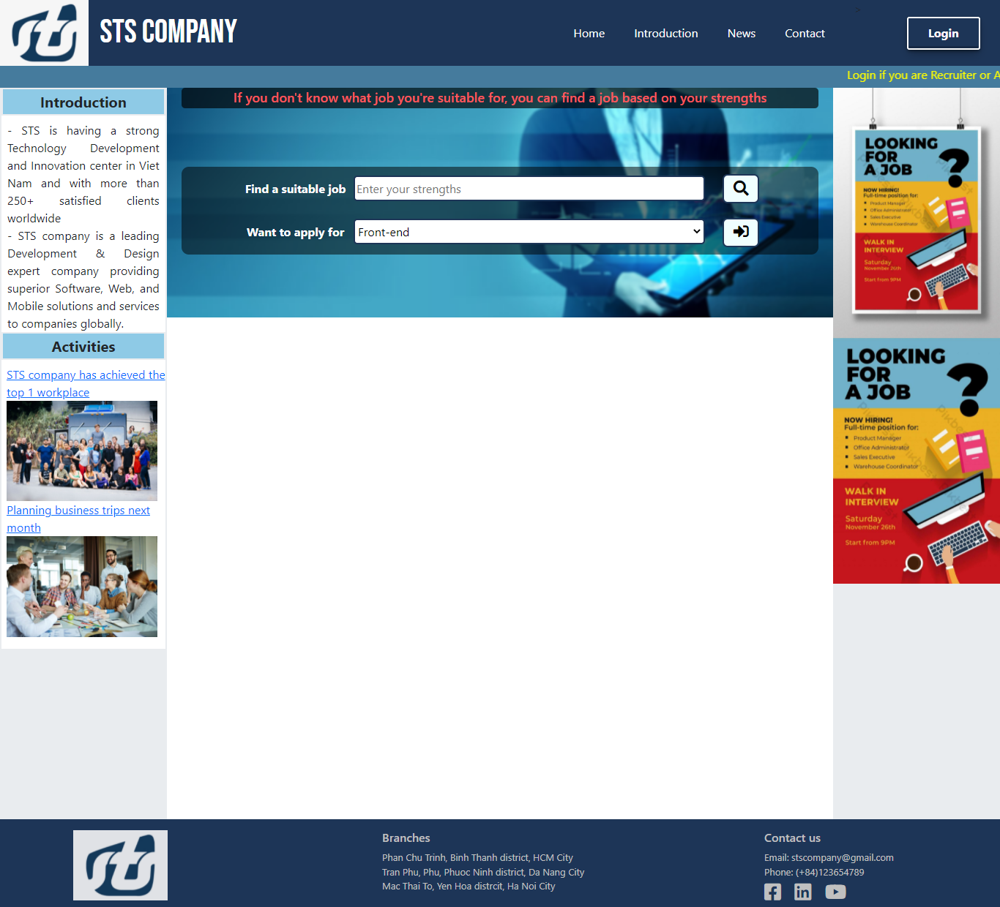 STS COMPANY
Home
Introduction
News
Contact
>
Login
Login if you are Recruiter or A
Introduction
- STS is having a strong
Technology Development
and Innovation center in Viet
Nam and with more than
250+ satisfied clients
worldwide
- STS company is a leading
Development & Design
expert company providing
superior Software, Web, and
Mobile solutions and services
to companies globally.
Activities
STS company has achieved the
top 1 workplace
Planning business trips next
month
If you don't know what job you're suitable for, you can find a job based on your strengths
Find a suitable job
Enter your strengths
Want to apply for
Front-end
LOOKING
FOR
A JOB
?
NOW HIRING!
Full-time position for:
Product Manager
Office Administrator
Sales Executive
Warehouse Coordinator
WALK IN
INTERVIEW
Saturday
November 26th
Start from 9PM
LOOKING
FOR
A JOB
?
NOW HIRING!
Full-time position for:
Product Manager
Office Administrator
Sales Executive
Warehouse Coordinator
WALK IN
INTERVIEW
Saturday
November 26th
Start from 9PM
Branches
Phan Chu Trinh, Binh Thanh district, HCM City
Tran Phu, Phu, Phuoc Ninh district, Da Nang City
Mac Thai To, Yen Hoa distrcit, Ha Noi City
Contact us
Email: stscompany@gmail.com
Phone: (+84)123654789